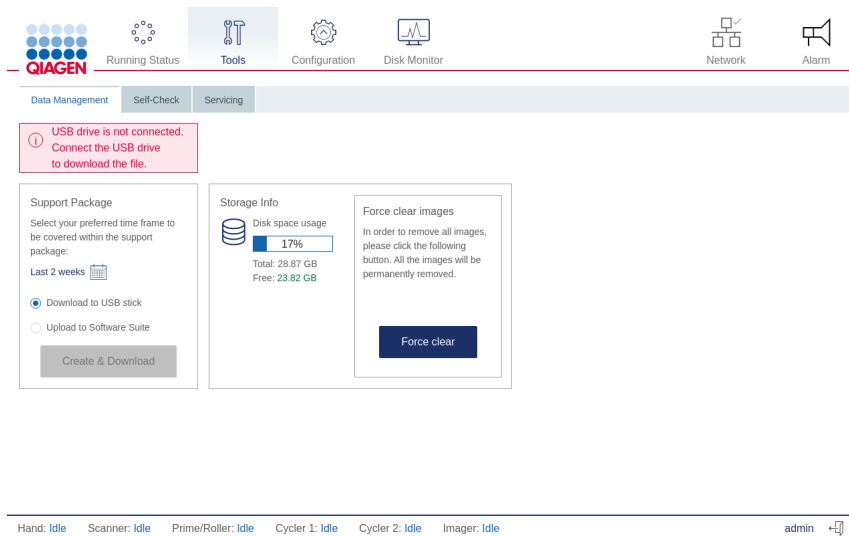 QIAGEN
Running Status
Tools
Configuration
Disk Monitor
Network
Alarm
Data Management
Self-Check
Servicing
USB drive is not connected.
Connect the USB drive
to download the file.
Support Package
Select your preferred time frame to
be covered within the support
package:
Last 2 weeks
Download to USB stick
Upload to Software Suite
Create & Download
Storage Info
Disk space usage
17%
Total: 28.87 GB
Free: 23.82 GB
Force clear images
In order to remove all images,
please click the following
button. All the images will be
permanently removed.
Force clear
Hand: Idle
Scanner: Idle
Prime/Roller: Idle
Cycler 1: Idle
Cycler 2: Idle
Imager: Idle
admin